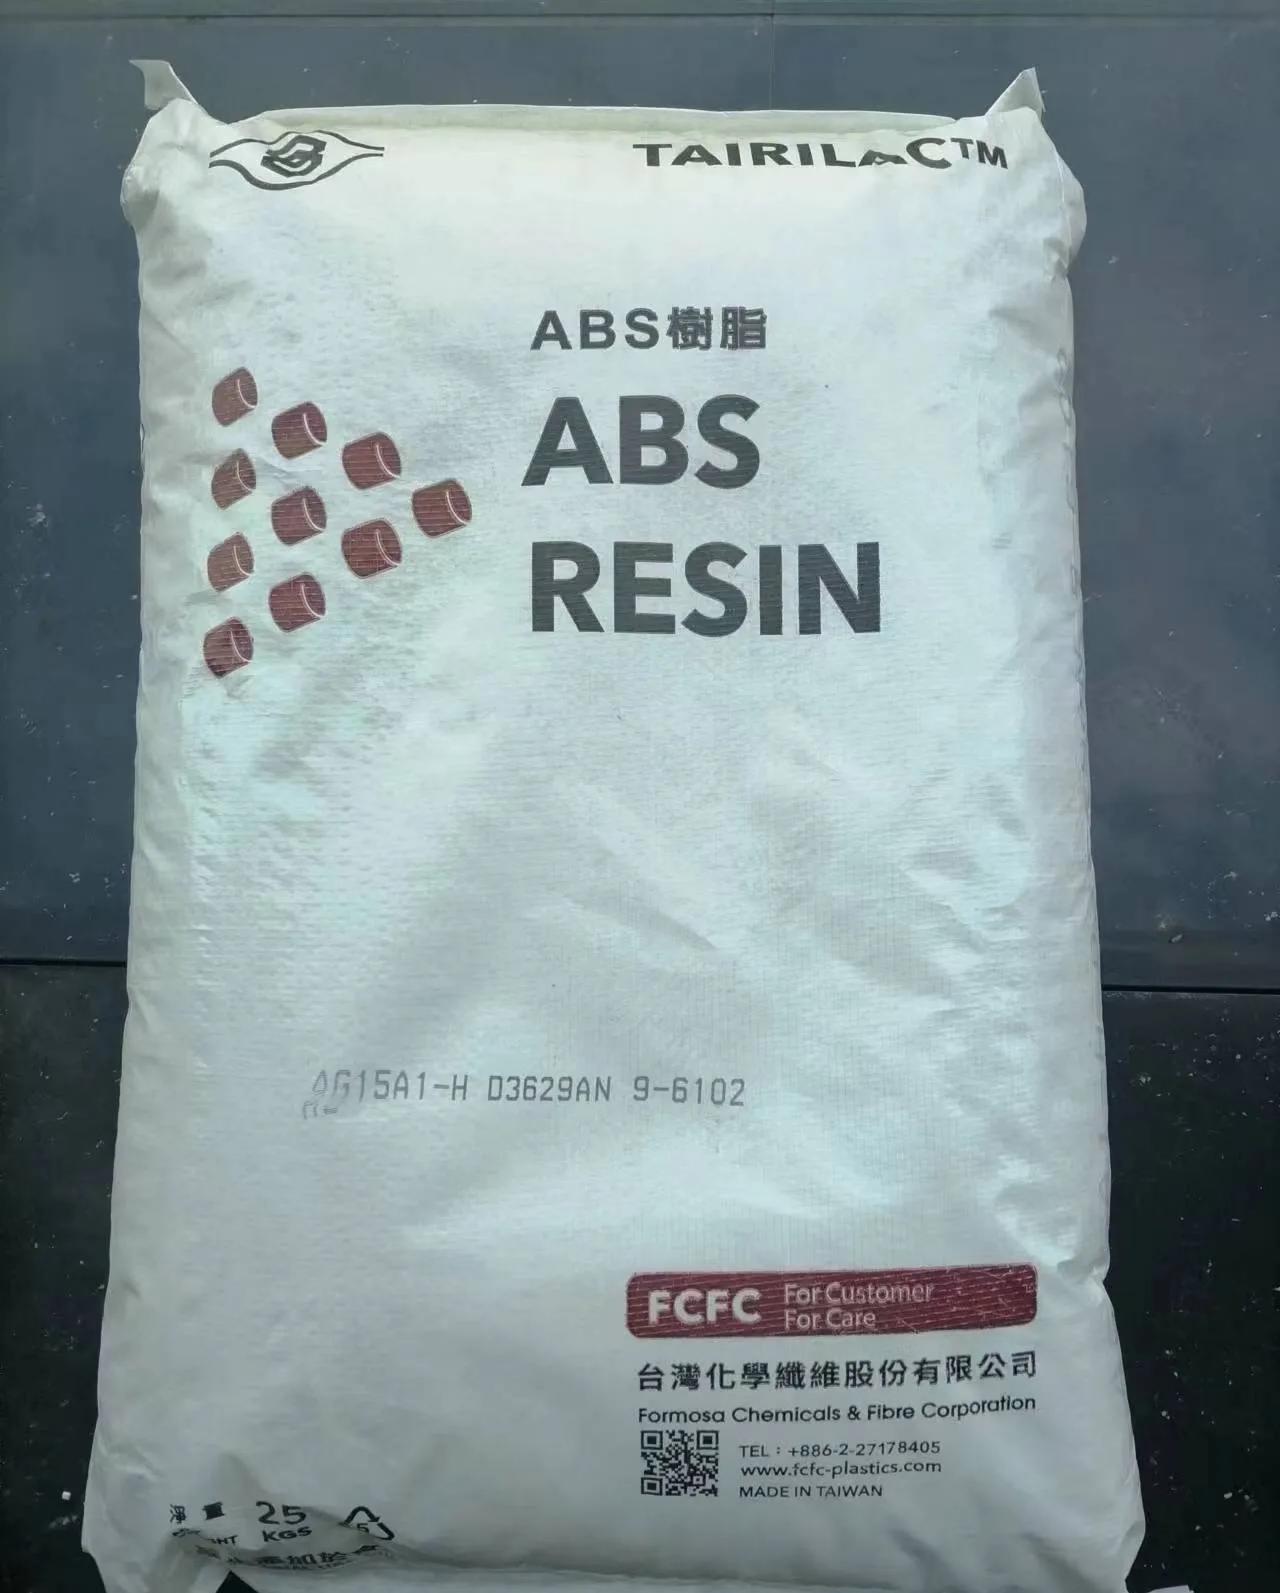 TAIRILAC™
ABS樹脂
ABS
RESIN
AG15A1-H D3629AN 9-6102
FCFC For Customer
For Care
台灣化學纖維股份有限公司
Formosa Chemicals & Fibre Corporation
TEL：+886-2-27178405
www.fcfc-plastics.com
MADE IN TAIWAN
淨重 25
KGS